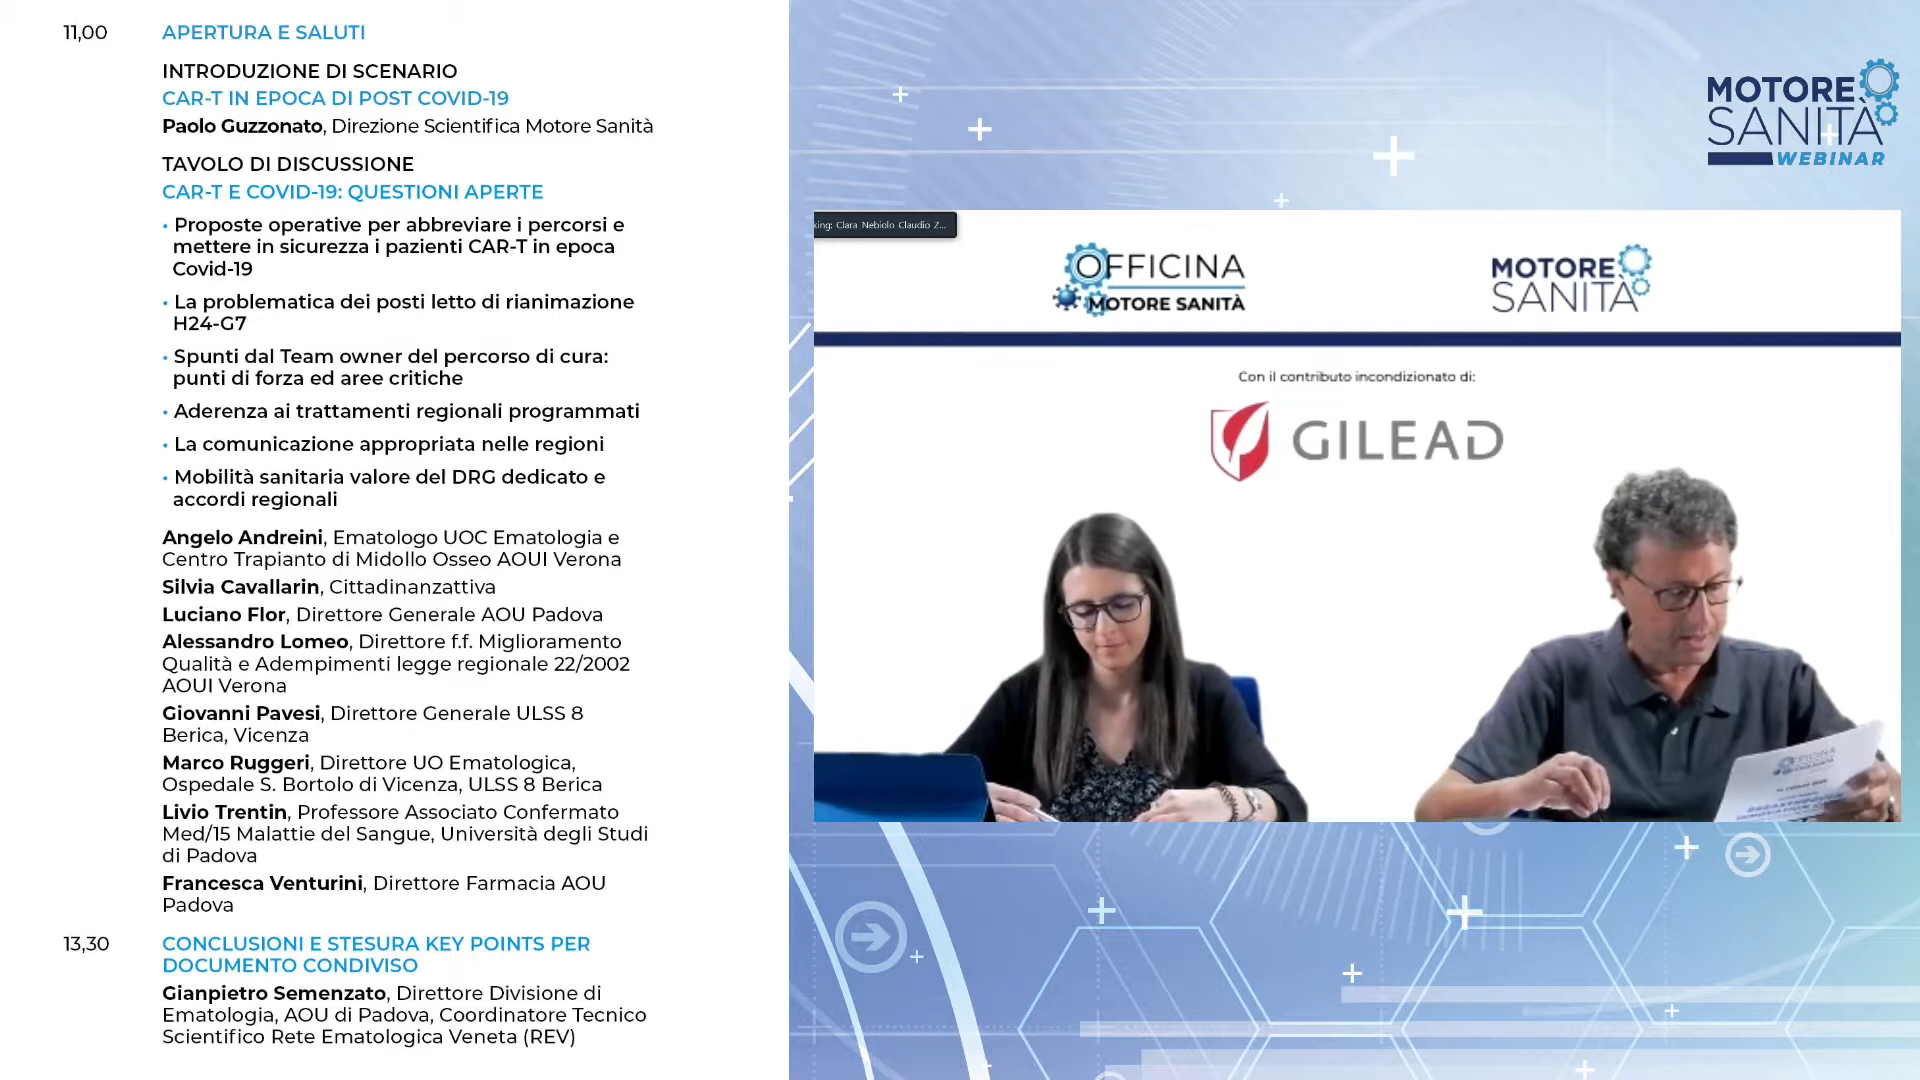 11,00 APERTURA E SALUTI
INTRODUZIONE DI SCENARIO
CAR-T IN EPOCA DI POST COVID-19
Paolo Guzzonato, Direzione Scientifica Motore Sanità
TAVOLO DI DISCUSSIONE
CAR-T E COVID-19: QUESTIONI APERTE
• Proposte operative per abbreviare i percorsi e
mettere in sicurezza i pazienti CAR-T in epoca
Covid-19
• La problematica dei posti letto di rianimazione
H24-G7
• Spunti dal Team owner del percorso di cura:
punti di forza ed aree critiche
• Aderenza ai trattamenti regionali programmati
• La comunicazione appropriata nelle regioni
• Mobilità sanitaria valore del DRG dedicato e
accordi regionali
Angelo Andreini, Ematologo UOC Ematologia e
Centro Trapianto di Midollo Osseo AOUI Verona
Silvia Cavallarin, Cittadinanzattiva
Luciano Flor, Direttore Generale AOU Padova
Alessandro Lomeo, Direttore f.f. Miglioramento
Qualità e Adempimenti legge regionale 22/2002
AOUI Verona
Giovanni Pavesi, Direttore Generale ULSS 8
Berica, Vicenza
Marco Ruggeri, Direttore UO Ematologica,
Ospedale S. Bortolo di Vicenza, ULSS 8 Berica
Livio Trentin, Professore Associato Confermato
Med/15 Malattie del Sangue, Università degli Studi
di Padova
Francesca Venturini, Direttore Farmacia AOU
Padova
13,30 CONCLUSIONI E STESURA KEY POINTS PER
DOCUMENTO CONDIVISO
Gianpietro Semenzato, Direttore Divisione di
Ematologia, AOU di Padova, Coordinatore Tecnico
Scientifico Rete Ematologica Veneta (REV)
MOTORE
SANITÀ
WEBINAR
king: Clara Nebiolo Claudio Z...
OFFICINA
MOTORE SANITÀ
MOTORE
SANITÀ
Con il contributo incondizionato di:
GILEAD
OFFICINA